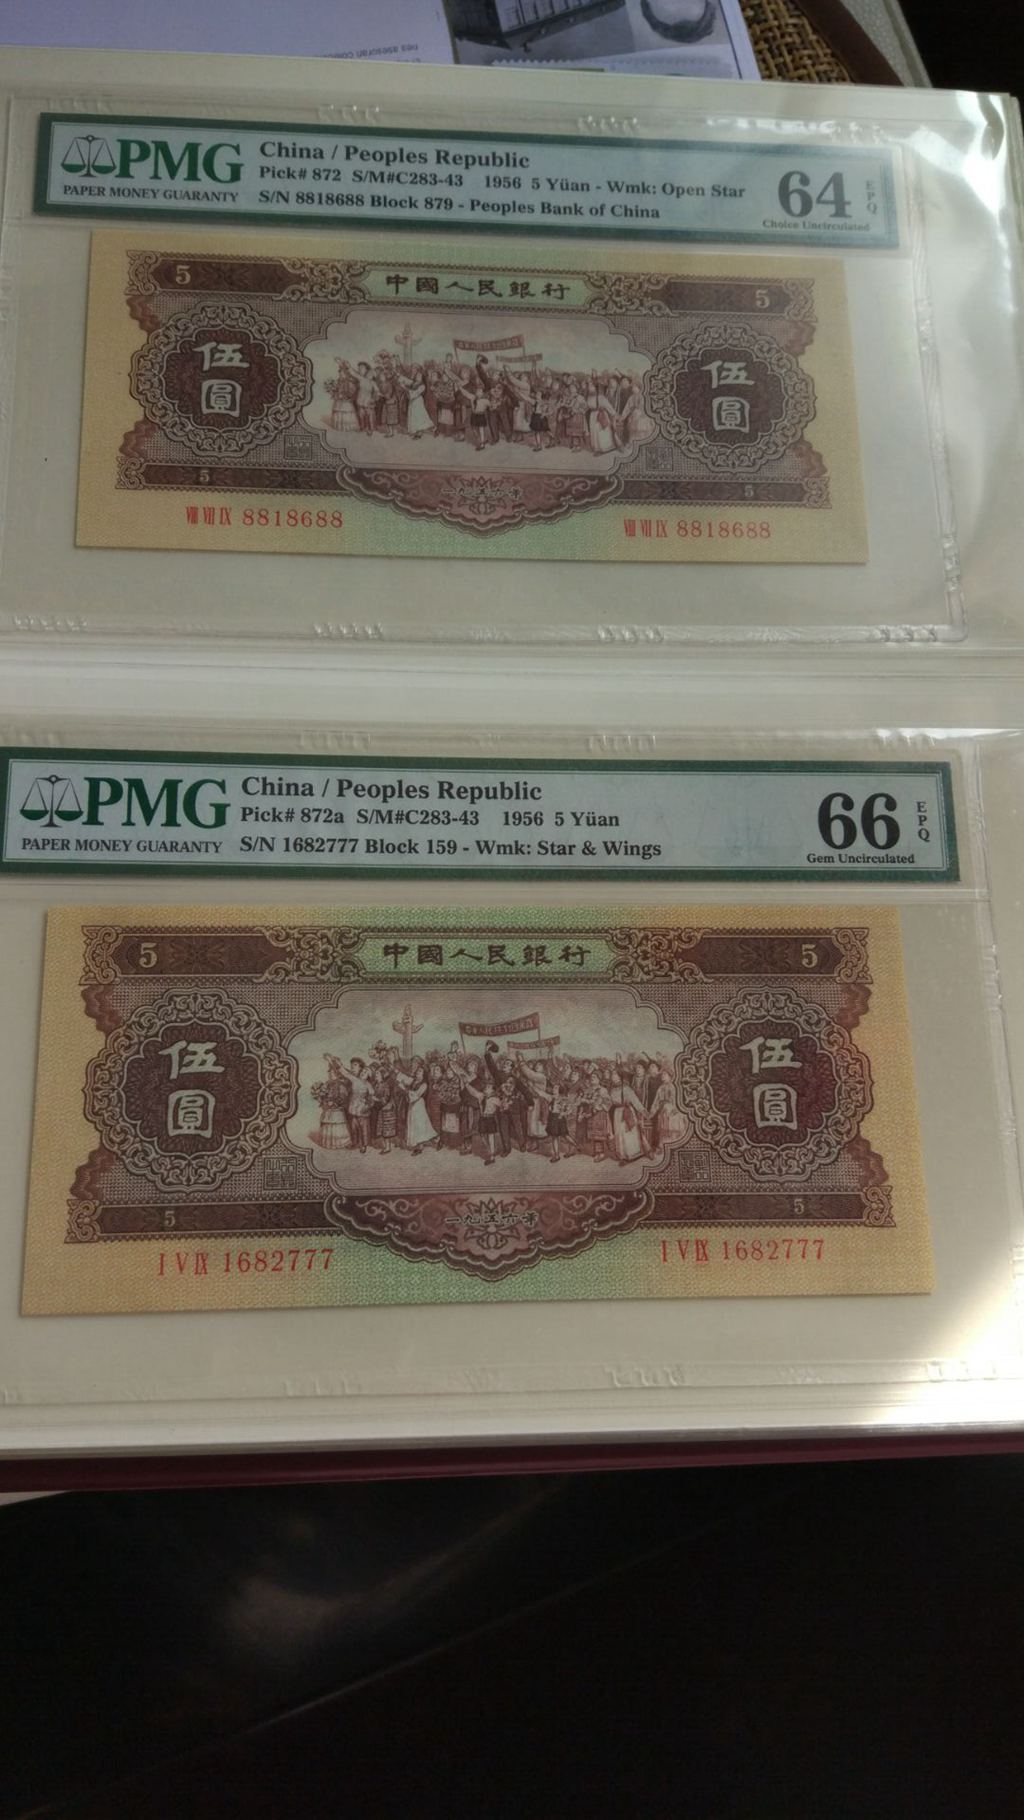 PMG
PAPER MONEY GUARANTY
China / Peoples Republic
Pick# 872 S/M#C283-43 1956 5 Yüan - Wmk: Open Star
S/N 8818688 Block 879 - Peoples Bank of China
64 EPQ
Choice Uncirculated
5 中國人民銀行 5
伍圓 伍圓
5 一九五六年 5
VIII VII IX 8818688 VIII VII IX 8818688
PMG
PAPER MONEY GUARANTY
China / Peoples Republic
Pick# 872a S/M#C283-43 1956 5 Yüan
S/N 1682777 Block 159 - Wmk: Star & Wings
66 EPQ
Gem Uncirculated
5 中國人民銀行 5
伍圓 伍圓
5 一九五六年 5
I V IX 1682777 I V IX 1682777